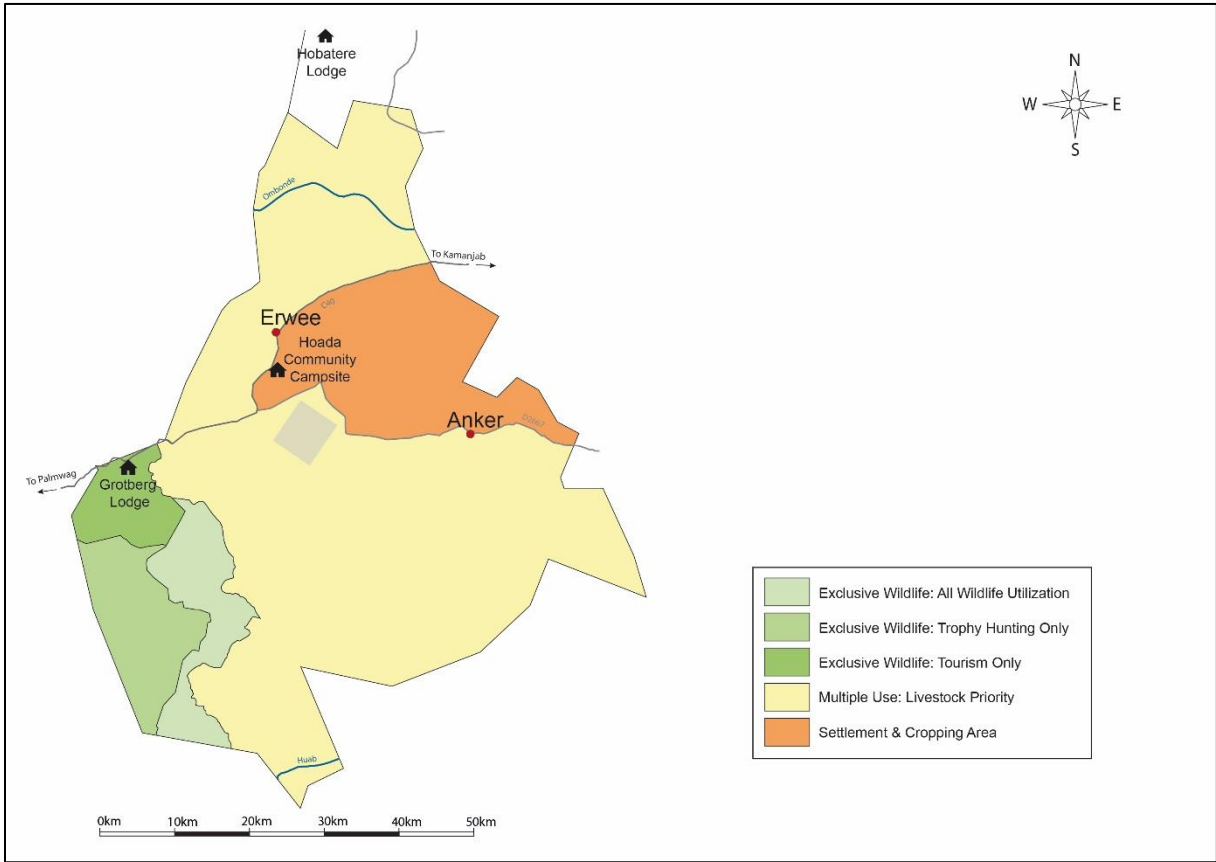 Hobatere
Lodge
N
W
E
S
Ombonde
To Kamanjab
C40
Erwee
Hoada
Community
Campsite
Anker
D2667
To Palmwag
Grotberg
Lodge
Exclusive Wildlife: All Wildlife Utilization
Exclusive Wildlife: Trophy Hunting Only
Exclusive Wildlife: Tourism Only
Multiple Use: Livestock Priority
Settlement & Cropping Area
Huab
0km 10km 20km 30km 40km 50km